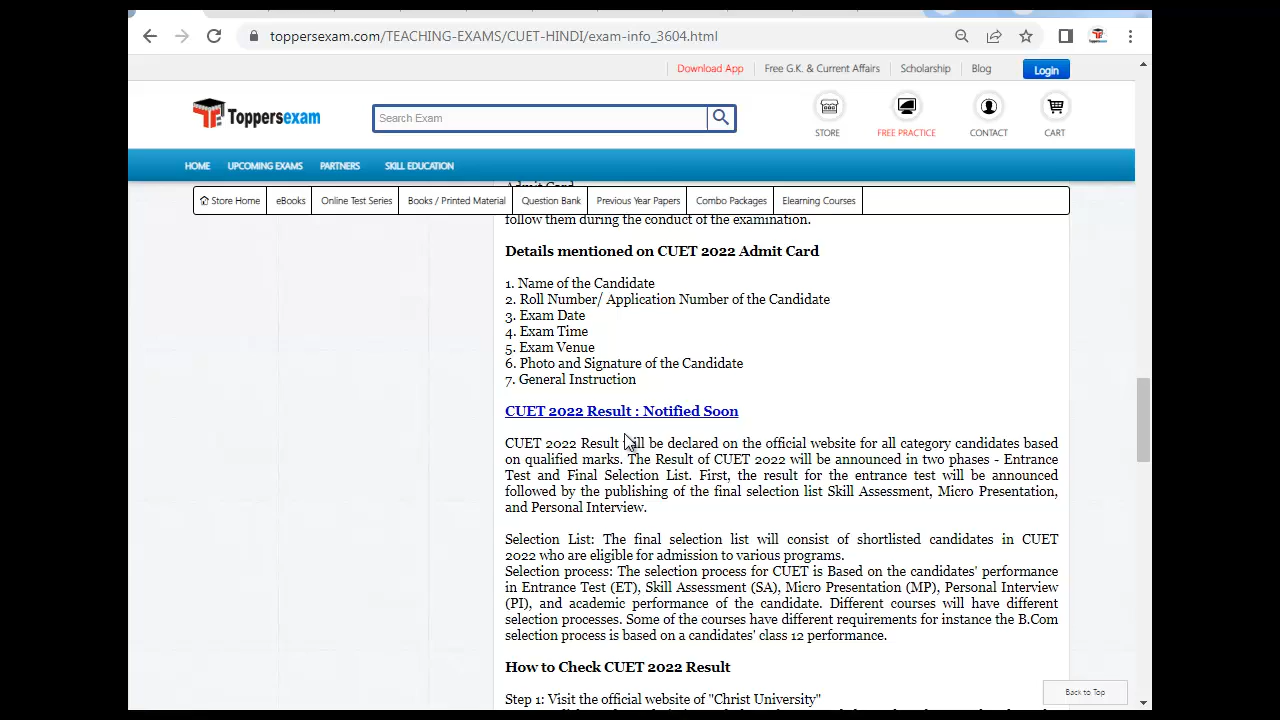 toppersexam.com/TEACHING-EXAMS/CUET-HINDI/exam-info_3604.html
Download App Free G.K. & Current Affairs Scholarship Blog Login
Toppersexam
Search Exam
STORE FREE PRACTICE CONTACT CART
HOME UPCOMING EXAMS PARTNERS SKILL EDUCATION
Admit Card
Store Home eBooks Online Test Series Books / Printed Material Question Bank Previous Year Papers Combo Packages Elearning Courses
follow them during the conduct of the examination.
Details mentioned on CUET 2022 Admit Card
1. Name of the Candidate
2. Roll Number/ Application Number of the Candidate
3. Exam Date
4. Exam Time
5. Exam Venue
6. Photo and Signature of the Candidate
7. General Instruction
CUET 2022 Result : Notified Soon
CUET 2022 Result will be declared on the official website for all category candidates based
on qualified marks. The Result of CUET 2022 will be announced in two phases - Entrance
Test and Final Selection List. First, the result for the entrance test will be announced
followed by the publishing of the final selection list Skill Assessment, Micro Presentation,
and Personal Interview.
Selection List: The final selection list will consist of shortlisted candidates in CUET
2022 who are eligible for admission to various programs.
Selection process: The selection process for CUET is Based on the candidates' performance
in Entrance Test (ET), Skill Assessment (SA), Micro Presentation (MP), Personal Interview
(PI), and academic performance of the candidate. Different courses will have different
selection processes. Some of the courses have different requirements for instance the B.Com
selection process is based on a candidates' class 12 performance.
How to Check CUET 2022 Result
Step 1: Visit the official website of "Christ University"
Back to Top